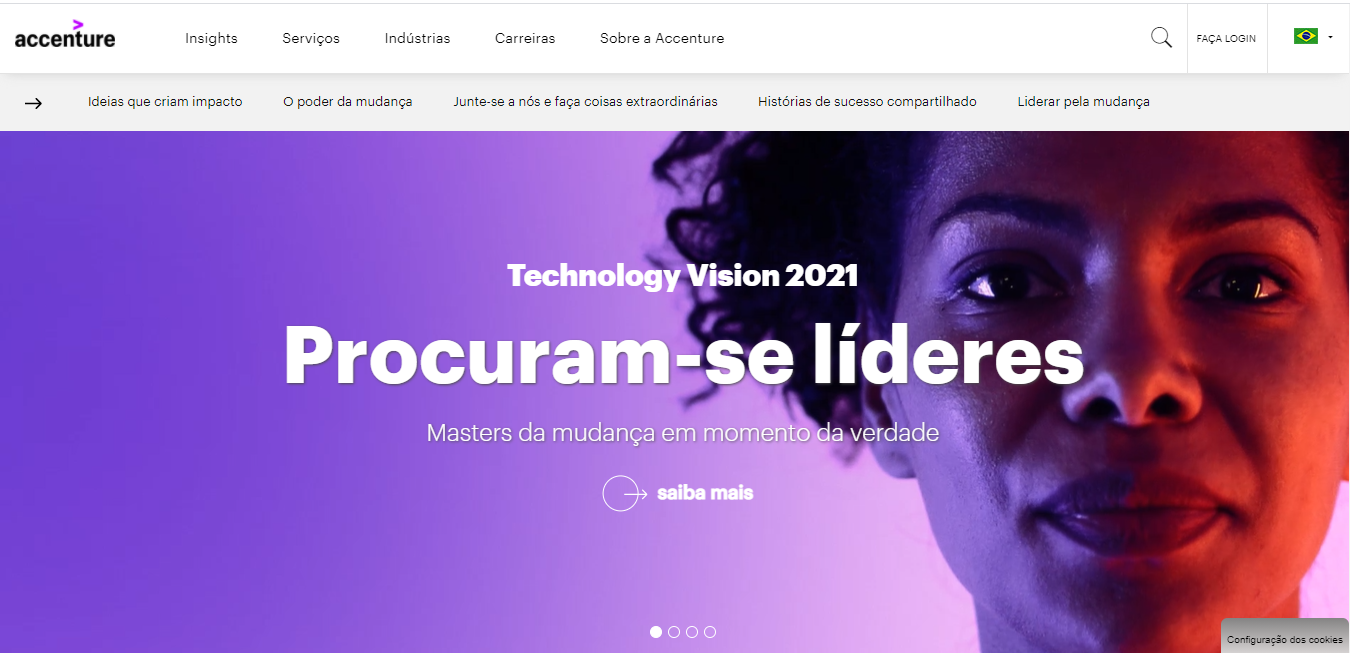 accenture
Insights
Serviços
Indústrias
Carreiras
Sobre a Accenture
FAÇA LOGIN
Ideias que criam impacto
O poder da mudança
Junte-se a nós e faça coisas extraordinárias
Histórias de sucesso compartilhado
Liderar pela mudança
Technology Vision 2021
Procuram-se líderes
Masters da mudança em momento da verdade
saiba mais
Configuração dos cookies